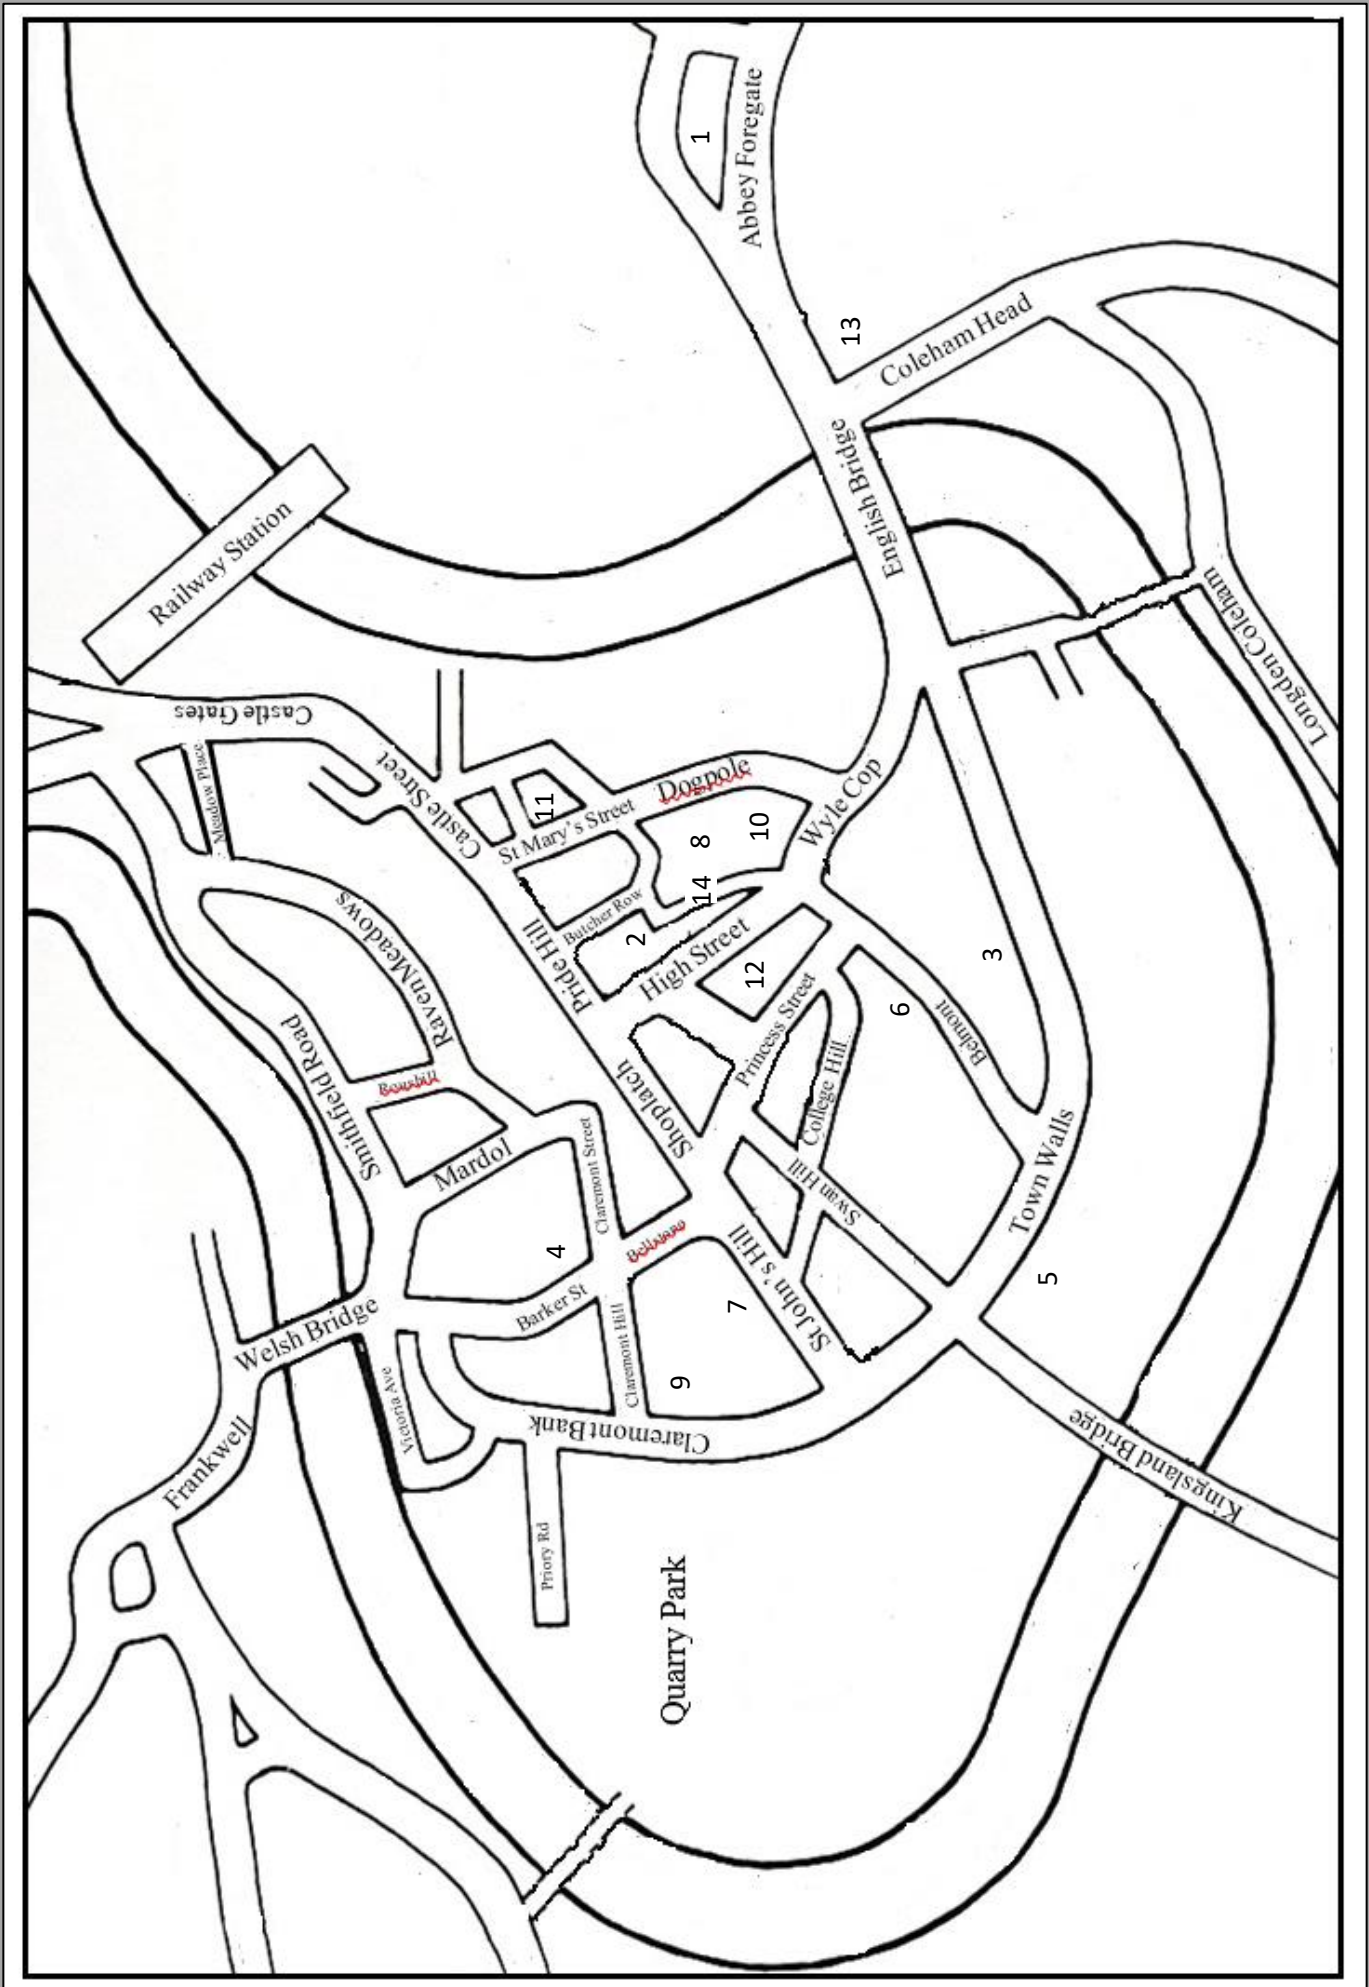 1
Abbey Foregate
13
Coleham Head
English Bridge
Railway Station
Longden Coleham
Castle Gates
Meadow Place
Castle Street
11
St Mary's Street
Dogpole
8
10
Wyle Cop
14
Butcher Row
2
Pride Hill
High Street
12
3
6
Belmont
Raven Meadows
Smithfield Road
Roushill
Mardol
Shoplatch
Princess Street
College Hill
Claremont Street
Swan Hill
Town Walls
4
5
Bellstone
St John's Hill
7
Barker St
Claremont Hill
9
Welsh Bridge
Victoria Ave
Claremont Bank
Kingsland Bridge
Frankwell
Priory Rd
Quarry Park